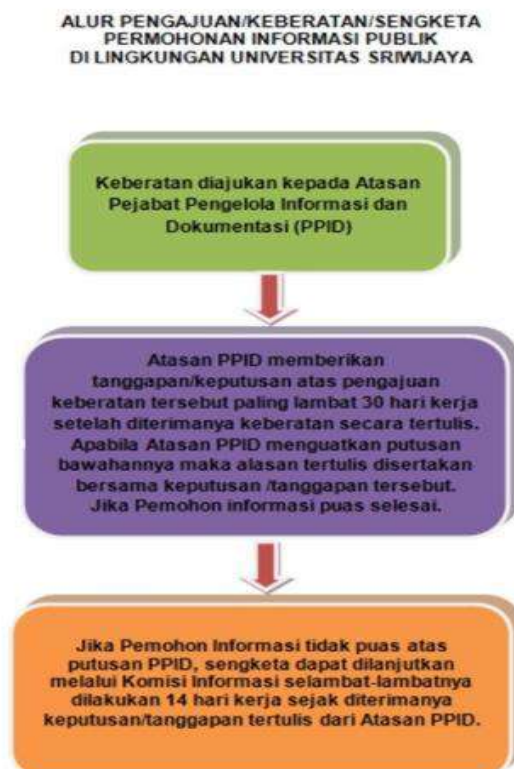 ALUR PENGAJUAN/KEBERATAN/SENGKETA
PERMOHONAN INFORMASI PUBLIK
DI LINGKUNGAN UNIVERSITAS SRIWIJAYA
Keberatan diajukan kepada Atasan
Pejabat Pengelola Informasi dan
Dokumentasi (PPID)
Atasan PPID memberikan
tanggapan/keputusan atas pengajuan
keberatan tersebut paling lambat 30 hari kerja
setelah diterimanya keberatan secara tertulis.
Apabila Atasan PPID menguatkan putusan
bawahannya maka alasan tertulis disertakan
bersama keputusan /tanggapan tersebut.
Jika Pemohon informasi puas selesai.
Jika Pemohon Informasi tidak puas atas
putusan PPID, sengketa dapat dilanjutkan
melalui Komisi Informasi selambat-lambatnya
dilakukan 14 hari kerja sejak diterimanya
keputusan/tanggapan tertulis dari Atasan PPID.